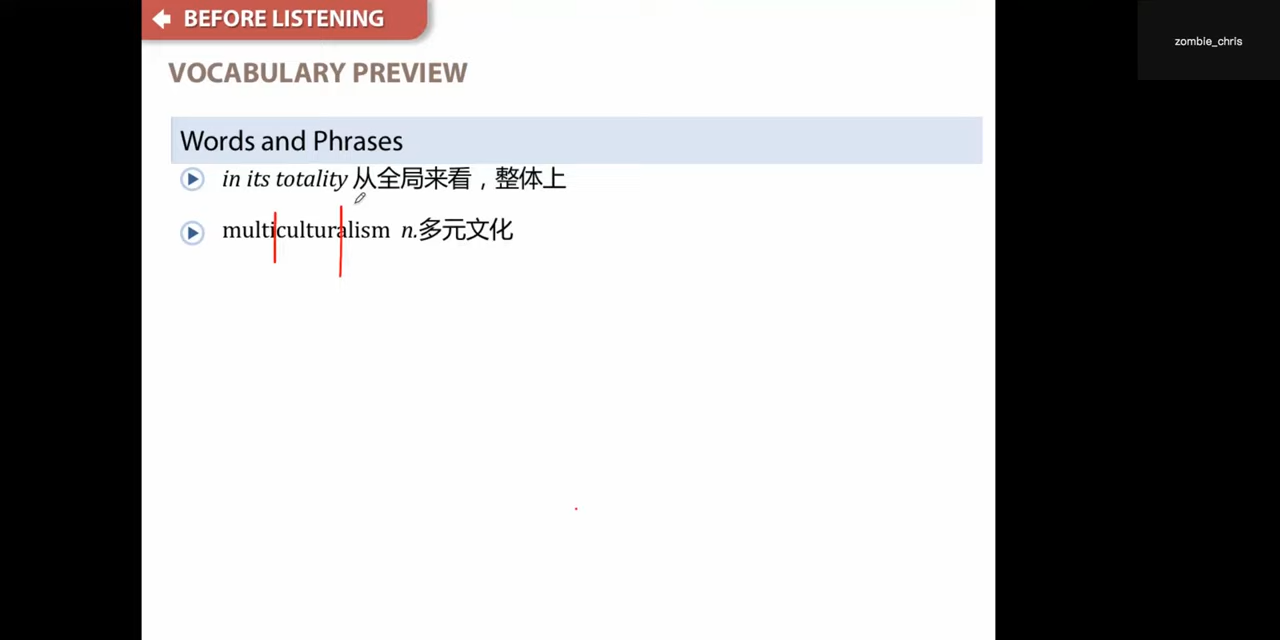 BEFORE LISTENING
zombie_chris
VOCABULARY PREVIEW
Words and Phrases
in its totality 从全局来看，整体上
multiculturalism n.多元文化